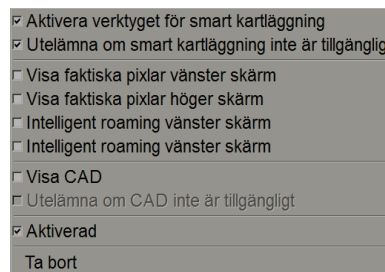 Aktivera verktyget för smart kartläggning
Utelämna om smart kartläggning inte är tillgänglig
Visa faktiska pixlar vänster skärm
Visa faktiska pixlar höger skärm
Intelligent roaming vänster skärm
Intelligent roaming vänster skärm
Visa CAD
Utelämna om CAD inte är tillgängligt
Aktiverad
Ta bort